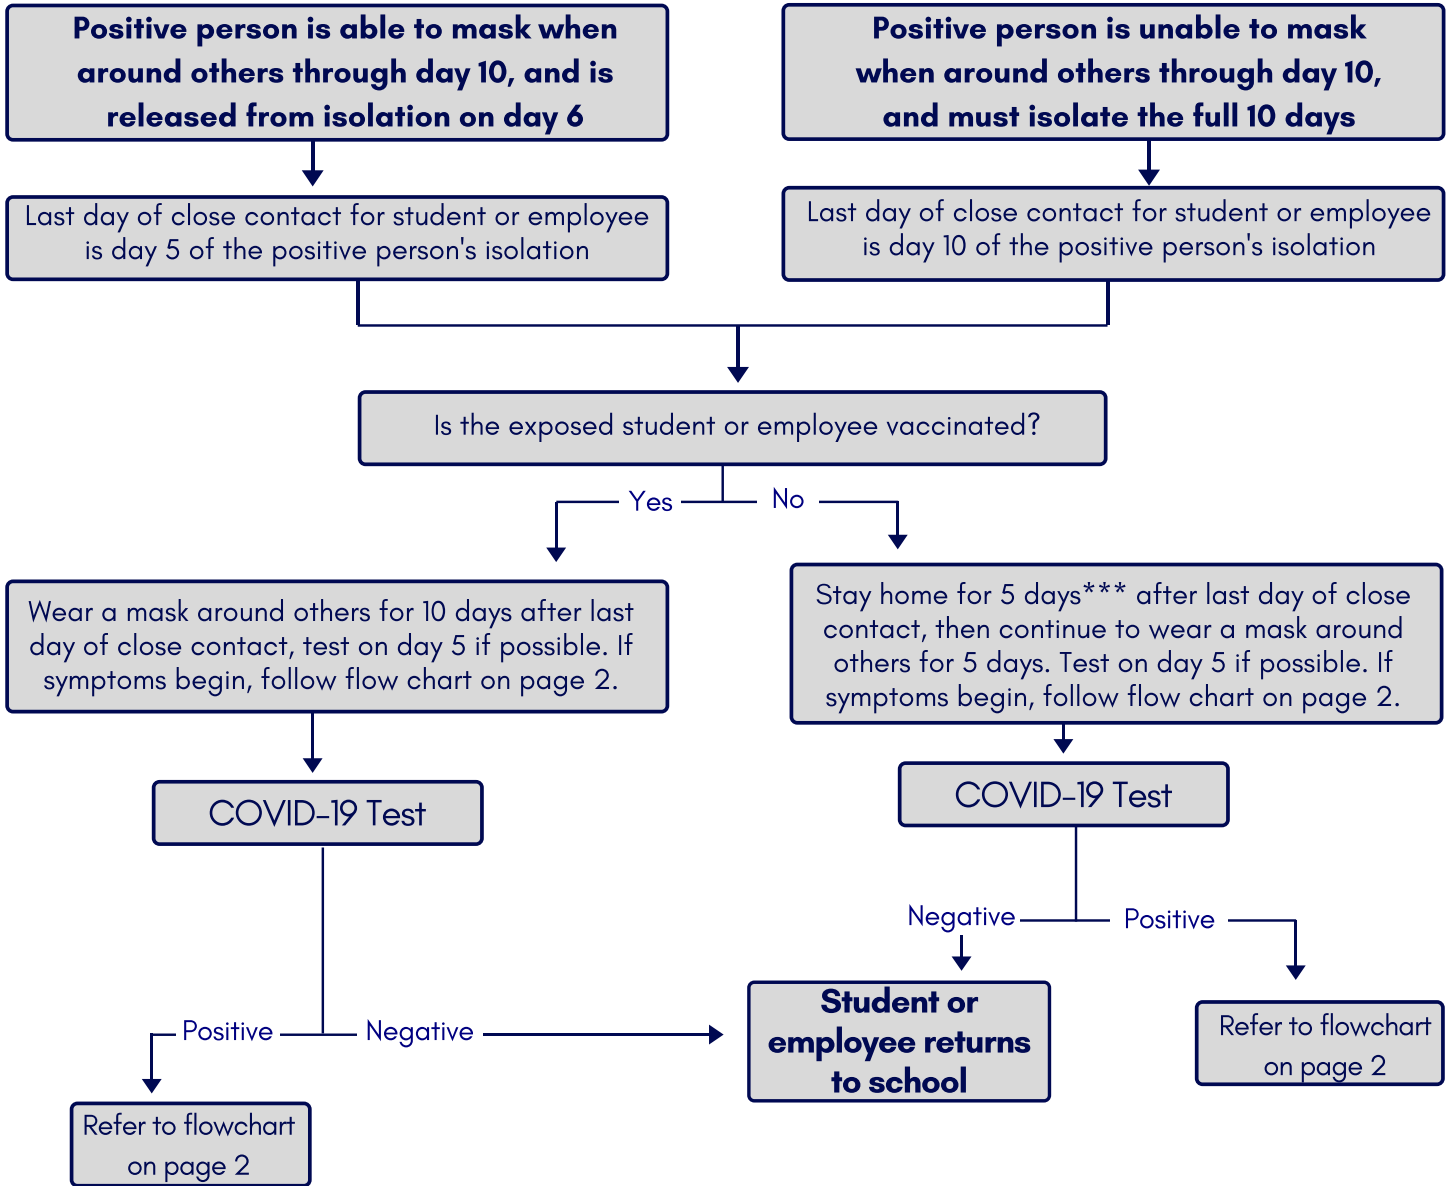 Positive person is able to mask when
around others through day 10, and is
released from isolation on day 6
Positive person is unable to mask
when around others through day 10,
and must isolate the full 10 days
Last day of close contact for student or employee
is day 5 of the positive person's isolation
Last day of close contact for student or employee
is day 10 of the positive person's isolation
Is the exposed student or employee vaccinated?
Yes
No
Wear a mask around others for 10 days after last
day of close contact, test on day 5 if possible. If
symptoms begin, follow flow chart on page 2.
Stay home for 5 days*** after last day of close
contact, then continue to wear a mask around
others for 5 days. Test on day 5 if possible. If
symptoms begin, follow flow chart on page 2.
COVID-19 Test
COVID-19 Test
Negative
Positive
Positive
Negative
Student or
employee returns
to school
Refer to flowchart
on page 2
Refer to flowchart
on page 2